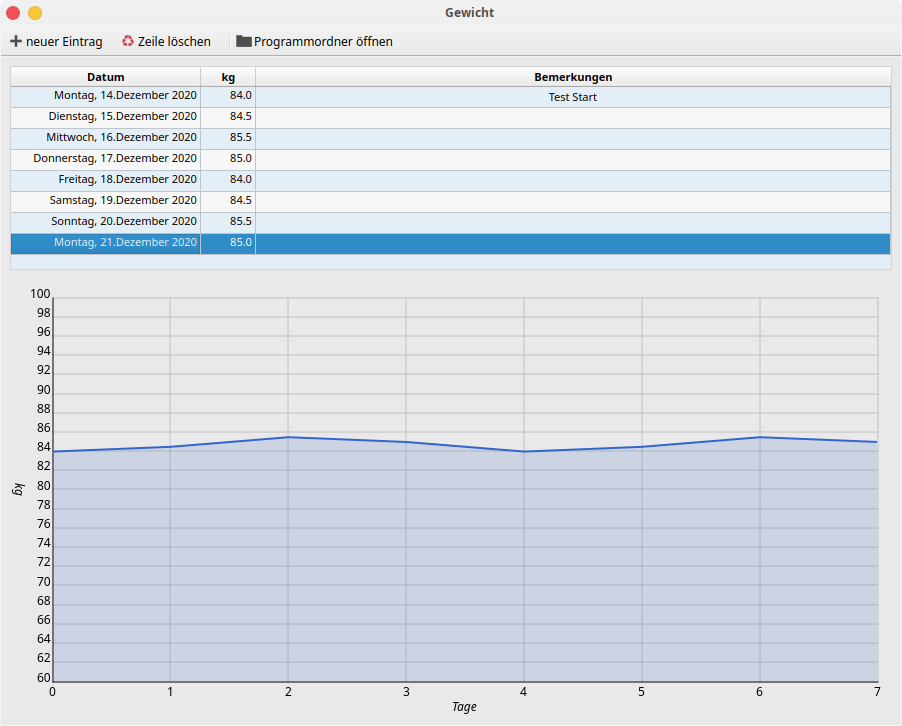 Gewicht
neuer Eintrag Zeile löschen Programmordner öffnen
Datum kg Bemerkungen
Montag, 14.Dezember 2020 84.0 Test Start
Dienstag, 15.Dezember 2020 84.5
Mittwoch, 16.Dezember 2020 85.5
Donnerstag, 17.Dezember 2020 85.0
Freitag, 18.Dezember 2020 84.0
Samstag, 19.Dezember 2020 84.5
Sonntag, 20.Dezember 2020 85.5
Montag, 21.Dezember 2020 85.0
100
98
96
94
92
90
88
86
84
82
80
78
76
74
72
70
68
66
64
62
60
kg
0 1 2 3 4 5 6 7
Tage